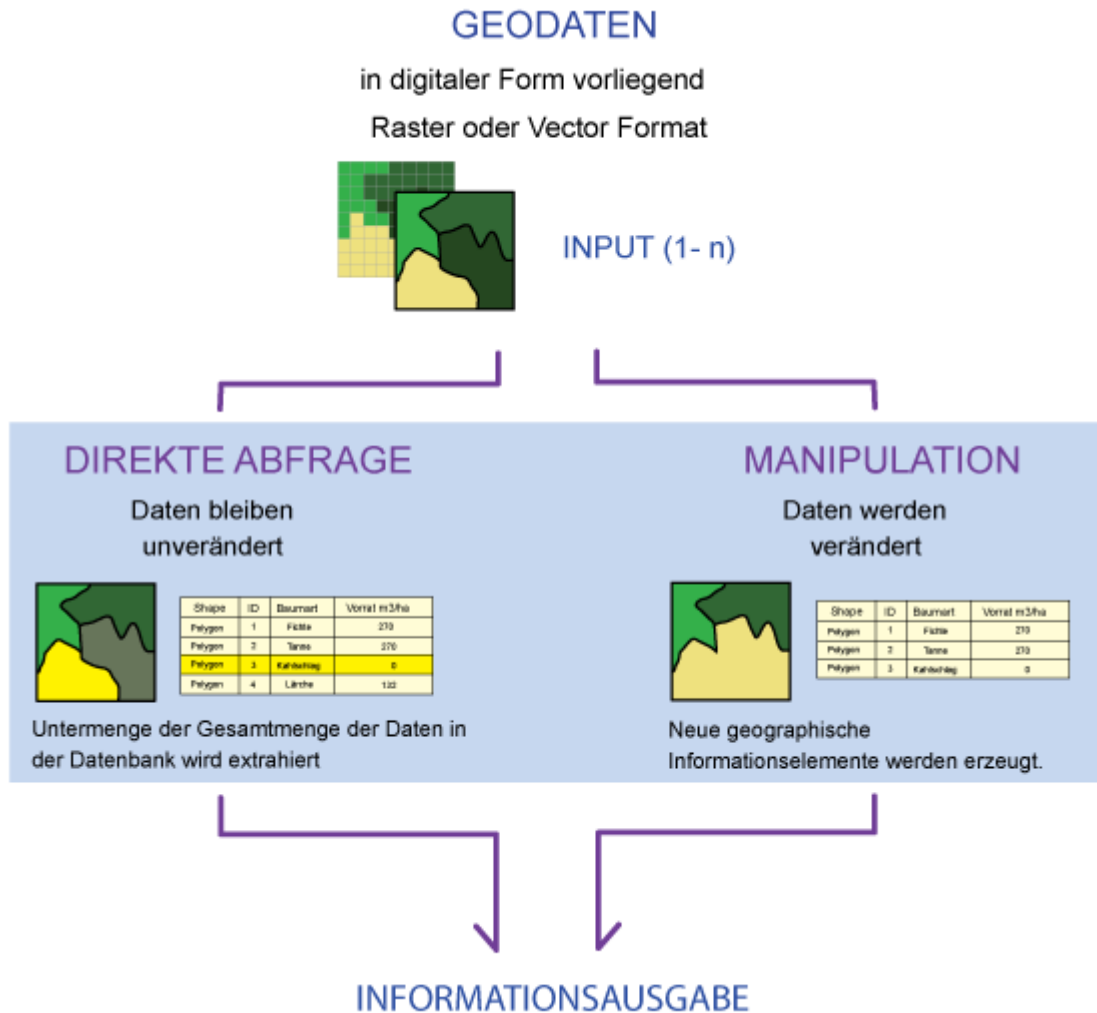 GEODATEN
in digitaler Form vorliegend
Raster oder Vector Format
INPUT (1- n)
DIREKTE ABFRAGE
Daten bleiben
unverändert
Shape ID Baumart Vorrat m3/ha
Polygon 1 Fichte 270
Polygon 2 Tanne 270
Polygon 3 Kahlschlag 0
Polygon 4 Lärche 132
Untermenge der Gesamtmenge der Daten in
der Datenbank wird extrahiert
MANIPULATION
Daten werden
verändert
Shape ID Baumart Vorrat m3/ha
Polygon 1 Fichte 270
Polygon 2 Tanne 270
Polygon 3 Kahlschlag 0
Neue geographische
Informationselemente werden erzeugt.
INFORMATIONSAUSGABE